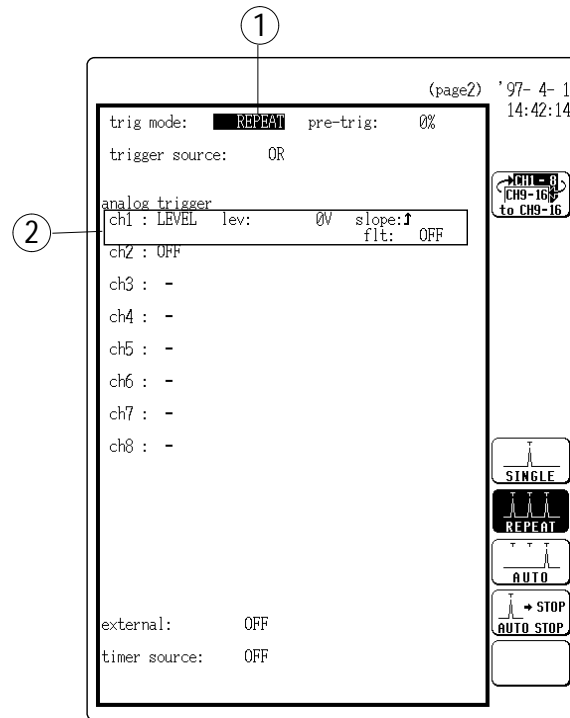 1
(page2) '97- 4- 1
14:42:14
trig mode: REPEAT pre-trig: 0%
trigger source: OR
CH1 - 8
CH9-16
to CH9-16
analog trigger
2
ch1 : LEVEL lev: 0V slope:↥
flt: OFF
ch2 : OFF
ch3 : -
ch4 : -
ch5 : -
ch6 : -
ch7 : -
ch8 : -
T
SINGLE
T T T
REPEAT
T T T
AUTO
T
→ STOP
AUTO STOP
external: OFF
timer source: OFF